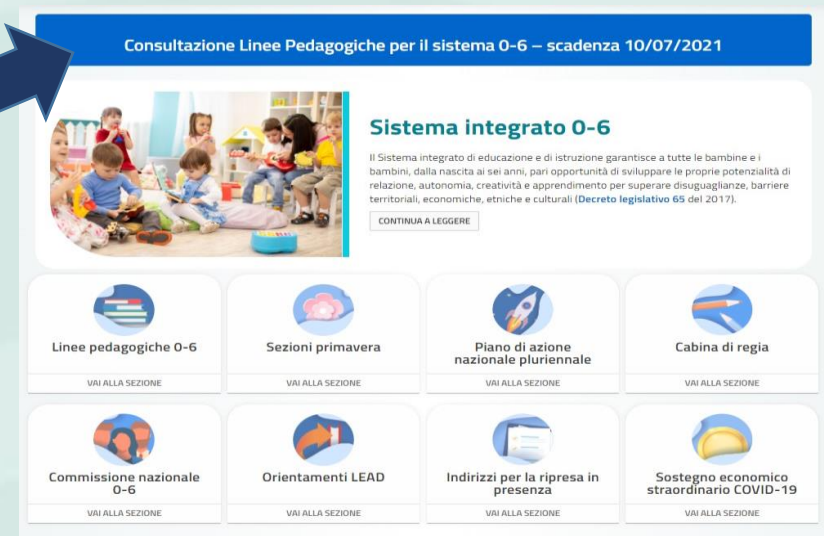 Consultazione Linee Pedagogiche per il sistema 0-6 – scadenza 10/07/2021
Sistema integrato 0-6
Il Sistema integrato di educazione e di istruzione garantisce a tutte le bambine e i
bambini, dalla nascita ai sei anni, pari opportunità di sviluppare le proprie potenzialità di
relazione, autonomia, creatività e apprendimento per superare disuguaglianze, barriere
territoriali, economiche, etniche e culturali (Decreto legislativo 65 del 2017).
CONTINUA A LEGGERE
Linee pedagogiche 0-6
VAI ALLA SEZIONE
Sezioni primavera
VAI ALLA SEZIONE
Piano di azione
nazionale pluriennale
VAI ALLA SEZIONE
Cabina di regia
VAI ALLA SEZIONE
Commissione nazionale
0-6
VAI ALLA SEZIONE
Orientamenti LEAD
VAI ALLA SEZIONE
Indirizzi per la ripresa in
presenza
VAI ALLA SEZIONE
Sostegno economico
straordinario COVID-19
VAI ALLA SEZIONE